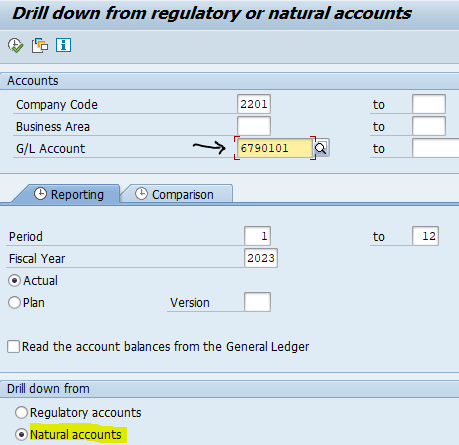 Drill down from regulatory or natural accounts
Accounts
Company Code 2201 to
Business Area to
G/L Account 6790101 to
Reporting Comparison
Period 1 to 12
Fiscal Year 2023
Actual
Plan Version
Read the account balances from the General Ledger
Drill down from
Regulatory accounts
Natural accounts